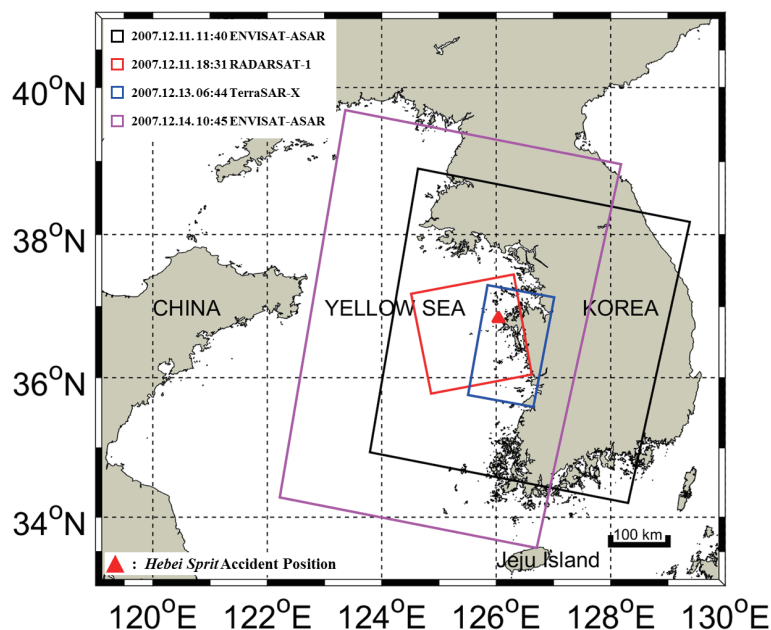 2007.12.11.11:40 ENVISAT-ASAR
2007.12.11.18:31 RADARSAT-1
2007.12.13.06:44 TerraSAR-X
2007.12.14.10:45 ENVISAT-ASAR
40°N
38°N
CHINA YELLOW SEA KOREA
36°N
34°N
100 km
: Hebei Sprit Accident Position
Jeju Island
120°E 122°E 124°E 126°E 128°E 130°E